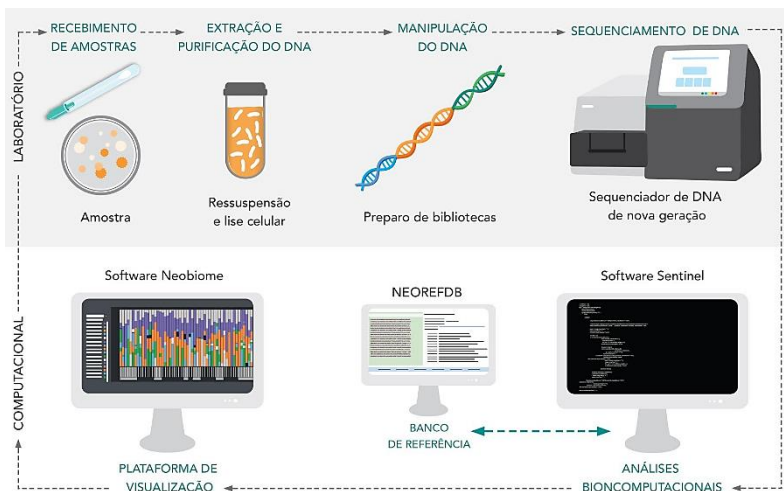 RECEBIMENTO
DE AMOSTRAS
EXTRAÇÃO E
PURIFICAÇÃO DO DNA
MANIPULAÇÃO
DO DNA
SEQUENCIAMENTO DE DNA
LABORATÓRIO
Amostra
Ressuspensão
e lise celular
Preparo de bibliotecas
Sequenciador de DNA
de nova geração
COMPUTACIONAL
Software Neobiome
NEOREFDB
Software Sentinel
BANCO
DE REFERÊNCIA
PLATAFORMA DE
VISUALIZAÇÃO
ANÁLISES
BIONCOMPUTACIONAIS